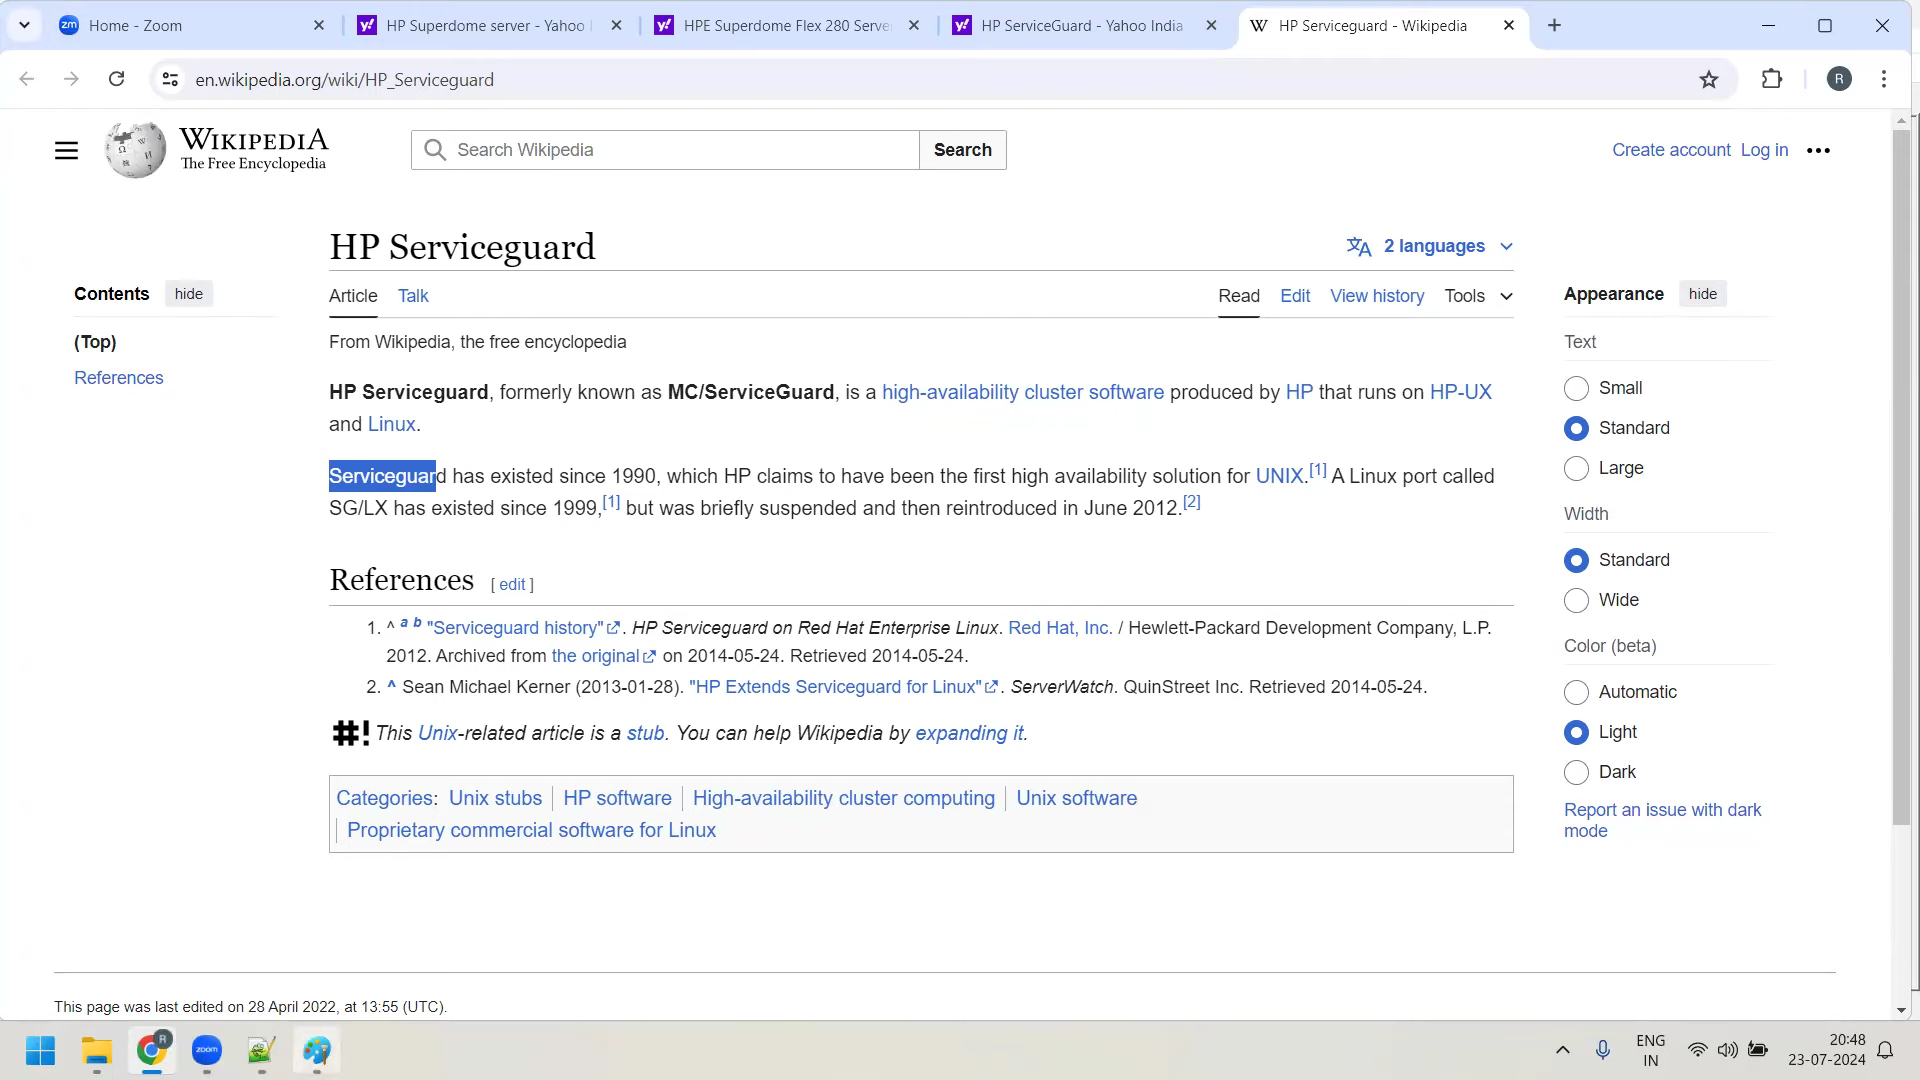 Home - Zoom
HP Superdome server - Yahoo I
HPE Superdome Flex 280 Serve
HP ServiceGuard - Yahoo India
HP Serviceguard - Wikipedia
en.wikipedia.org/wiki/HP_Serviceguard
R
WIKIPEDIA
The Free Encyclopedia
Search Wikipedia
Search
Create account Log in
HP Serviceguard
2 languages
Contents hide
Article Talk
Read Edit View history Tools
Appearance hide
(Top)
References
From Wikipedia, the free encyclopedia
HP Serviceguard, formerly known as MC/ServiceGuard, is a high-availability cluster software produced by HP that runs on HP-UX
and Linux.
Serviceguard has existed since 1990, which HP claims to have been the first high availability solution for UNIX.[1] A Linux port called
SG/LX has existed since 1999,[1] but was briefly suspended and then reintroduced in June 2012.[2]
References [ edit ]
1. ^ a b "Serviceguard history". HP Serviceguard on Red Hat Enterprise Linux. Red Hat, Inc. / Hewlett-Packard Development Company, L.P.
2012. Archived from the original on 2014-05-24. Retrieved 2014-05-24.
2. ^ Sean Michael Kerner (2013-01-28). "HP Extends Serviceguard for Linux". ServerWatch. QuinStreet Inc. Retrieved 2014-05-24.
#! This Unix-related article is a stub. You can help Wikipedia by expanding it.
Categories: Unix stubs | HP software | High-availability cluster computing | Unix software
| Proprietary commercial software for Linux
Text
Small
Standard
Large
Width
Standard
Wide
Color (beta)
Automatic
Light
Dark
Report an issue with dark
mode
This page was last edited on 28 April 2022, at 13:55 (UTC).
zoom
ENG
IN
20:48
23-07-2024